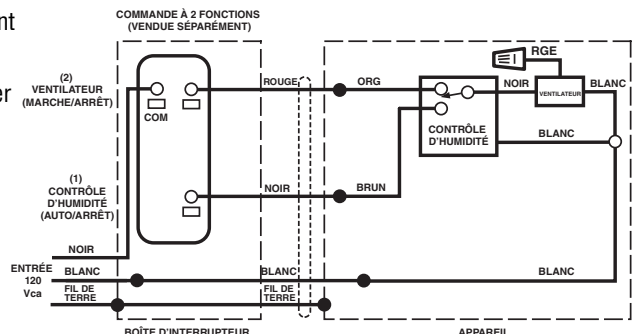 ent
er
COMMANDE À 2 FONCTIONS
(VENDUE SÉPARÉMENT)
(2)
VENTILATEUR
(MARCHE/ARRÊT)
COM
ROUGE
ORG
RGE
NOIR
VENTILATEUR
BLANC
CONTRÔLE
D'HUMIDITÉ
BLANC
(1)
CONTRÔLE
D'HUMIDITÉ
(AUTO/ARRÊT)
NOIR
BRUN
NOIR
ENTRÉE
120
Vca
BLANC
BLANC
BLANC
FIL DE
TERRE
FIL DE
TERRE
BOÎTE D'INTERRUPTEUR
APPAREIL